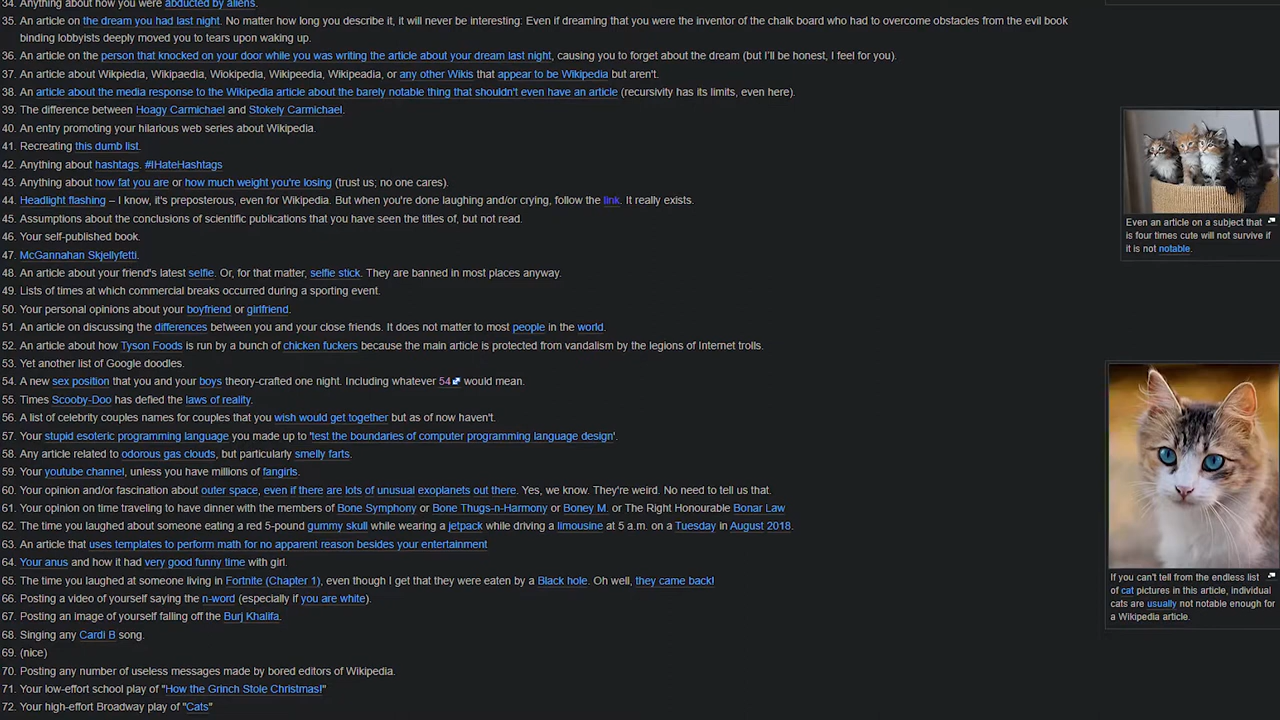 34. Anything about how you were abducted by aliens.
35. An article on the dream you had last night. No matter how long you describe it, it will never be interesting: Even if dreaming that you were the inventor of the chalk board who had to overcome obstacles from the evil book
binding lobbyists deeply moved you to tears upon waking up.
36. An article on the person that knocked on your door while you was writing the article about your dream last night, causing you to forget about the dream (but I'll be honest, I feel for you).
37. An article about Wikpiedia, Wikipaedia, Wiokipedia, Wikipeedia, Wikipeadia, or any other Wikis that appear to be Wikipedia but aren't.
38. An article about the media response to the Wikipedia article about the barely notable thing that shouldn't even have an article (recursivity has its limits, even here).
39. The difference between Hoagy Carmichael and Stokely Carmichael.
40. An entry promoting your hilarious web series about Wikipedia.
41. Recreating this dumb list.
42. Anything about hashtags. #IHateHashtags
43. Anything about how fat you are or how much weight you're losing (trust us; no one cares).
44. Headlight flashing – I know, it's preposterous, even for Wikipedia. But when you're done laughing and/or crying, follow the link. It really exists.
45. Assumptions about the conclusions of scientific publications that you have seen the titles of, but not read.
46. Your self-published book.
47. McGannahan Skjellyfetti.
48. An article about your friend's latest selfie. Or, for that matter, selfie stick. They are banned in most places anyway.
49. Lists of times at which commercial breaks occurred during a sporting event.
50. Your personal opinions about your boyfriend or girlfriend.
51. An article on discussing the differences between you and your close friends. It does not matter to most people in the world.
52. An article about how Tyson Foods is run by a bunch of chicken fuckers because the main article is protected from vandalism by the legions of Internet trolls.
53. Yet another list of Google doodles.
54. A new sex position that you and your boys theory-crafted one night. Including whatever 54 would mean.
55. Times Scooby-Doo has defied the laws of reality.
56. A list of celebrity couples names for couples that you wish would get together but as of now haven't.
57. Your stupid esoteric programming language you made up to 'test the boundaries of computer programming language design'.
58. Any article related to odorous gas clouds, but particularly smelly farts.
59. Your youtube channel, unless you have millions of fangirls.
60. Your opinion and/or fascination about outer space, even if there are lots of unusual exoplanets out there. Yes, we know. They're weird. No need to tell us that.
61. Your opinion on time traveling to have dinner with the members of Bone Symphony or Bone Thugs-n-Harmony or Boney M. or The Right Honourable Bonar Law
62. The time you laughed about someone eating a red 5-pound gummy skull while wearing a jetpack while driving a limousine at 5 a.m. on a Tuesday in August 2018.
63. An article that uses templates to perform math for no apparent reason besides your entertainment
64. Your anus and how it had very good funny time with girl.
65. The time you laughed at someone living in Fortnite (Chapter 1), even though I get that they were eaten by a Black hole. Oh well, they came back!
66. Posting a video of yourself saying the n-word (especially if you are white).
67. Posting an image of yourself falling off the Burj Khalifa.
68. Singing any Cardi B song.
69. (nice)
70. Posting any number of useless messages made by bored editors of Wikipedia.
71. Your low-effort school play of "How the Grinch Stole Christmas!"
72. Your high-effort Broadway play of "Cats"
Even an article on a subject that
is four times cute will not survive if
it is not notable.
If you can't tell from the endless list
of cat pictures in this article, individual
cats are usually not notable enough for
a Wikipedia article.